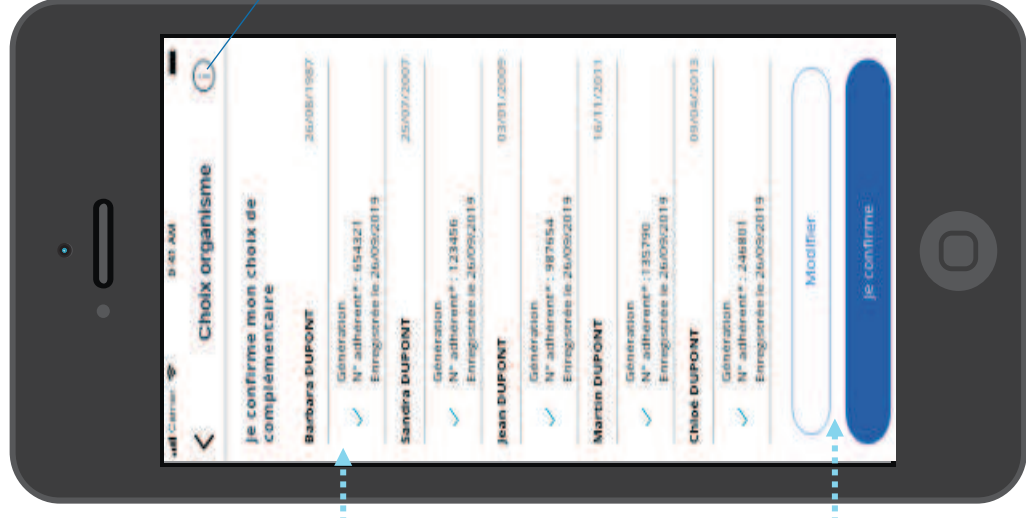 Carrier 9:41 AM
Choix organisme
Je confirme mon choix de
complémentaire
Barbara DUPONT 26/08/1987
Génération
N° adhérent* : 654321
Enregistrée le 26/09/2019
Sandra DUPONT 25/07/2007
Génération
N° adhérent* : 123456
Enregistrée le 26/09/2019
Jean DUPONT 03/01/2009
Génération
N° adhérent* : 987654
Enregistrée le 26/09/2019
Martin DUPONT 16/11/2011
Génération
N° adhérent* : 135790
Enregistrée le 26/09/2019
Chloé DUPONT 09/04/2013
Génération
N° adhérent* : 246801
Enregistrée le 26/09/2019
Modifier
Je confirme